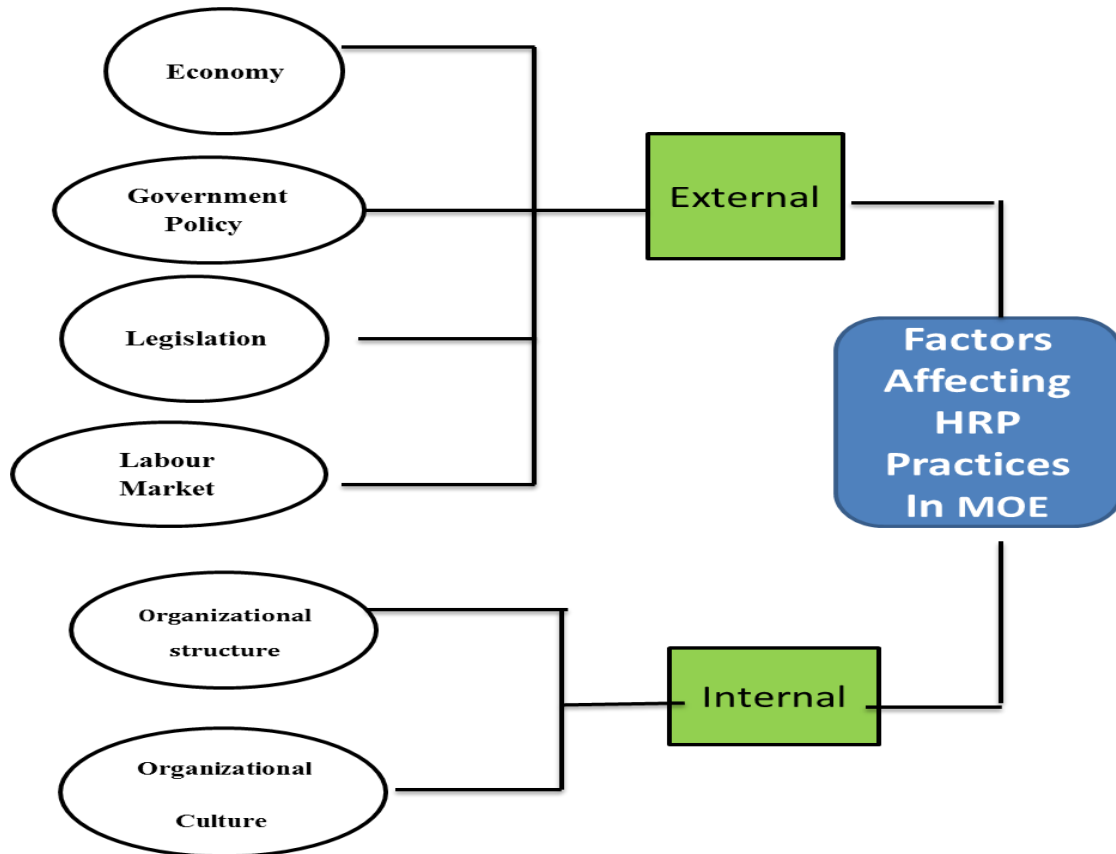 Economy
Government
Policy
Legislation
Labour
Market
External
Factors
Affecting
HRP
Practices
In MOE
Organizational
structure
Organizational
Culture
Internal